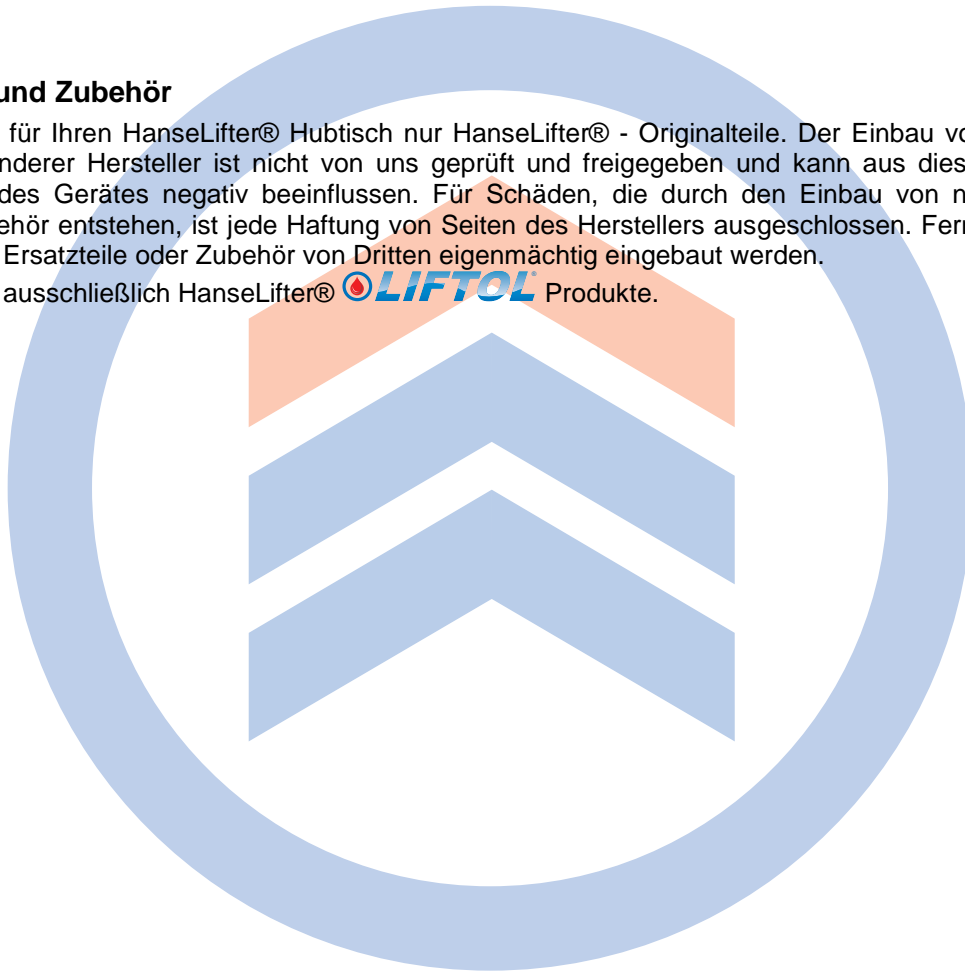 und Zubehör
für Ihren HanseLifter® Hubtisch nur HanseLifter® - Originalteile. Der Einbau vo
nderer Hersteller ist nicht von uns geprüft und freigegeben und kann aus dies
des Gerätes negativ beeinflussen. Für Schäden, die durch den Einbau von n
ehör entstehen, ist jede Haftung von Seiten des Herstellers ausgeschlossen. Fern
Ersatzteile oder Zubehör von Dritten eigenmächtig eingebaut werden.
ausschließlich HanseLifter® LIFTOL® Produkte.